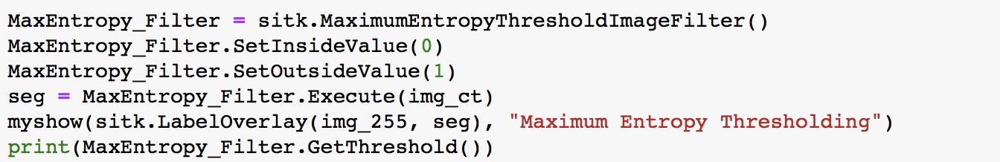 MaxEntropy_Filter = sitk.MaximumEntropyThresholdImageFilter()
MaxEntropy_Filter.SetInsideValue(0)
MaxEntropy_Filter.SetOutsideValue(1)
seg = MaxEntropy_Filter.Execute(img_ct)
myshow(sitk.LabelOverlay(img_255, seg), "Maximum Entropy Thresholding")
print(MaxEntropy_Filter.GetThreshold())